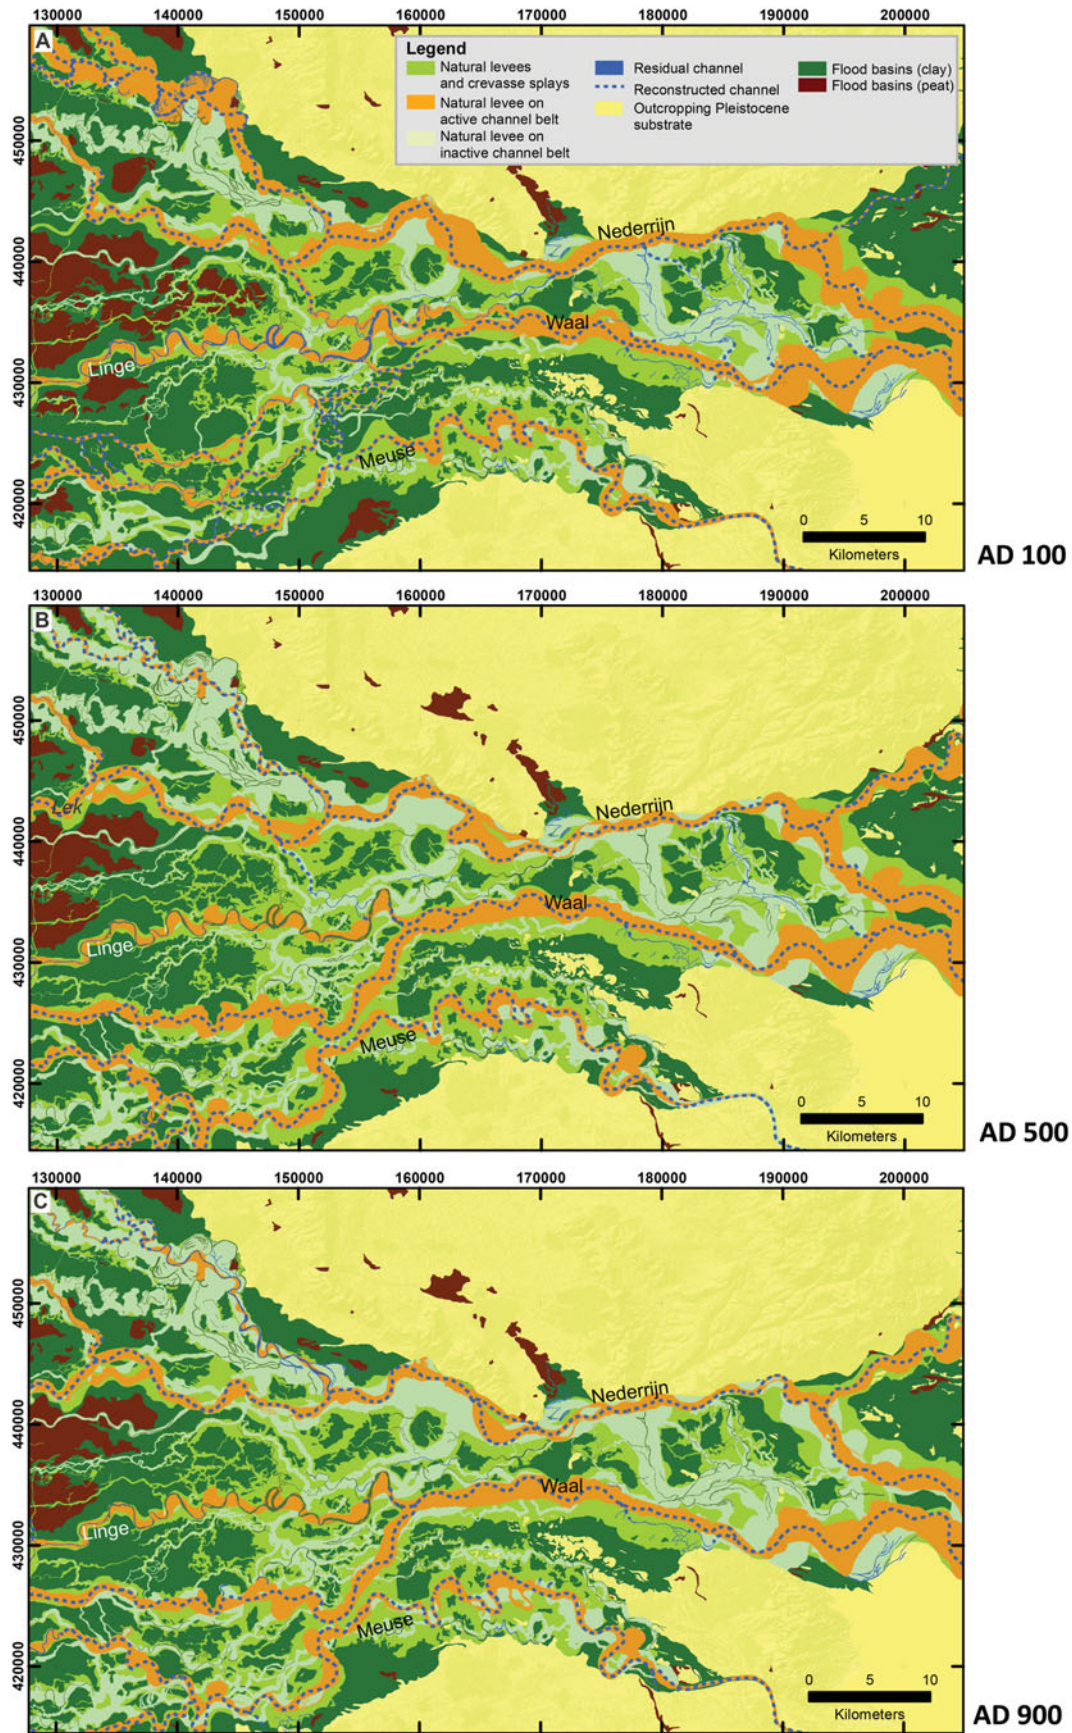 130000 140000 150000 160000 170000 180000 190000 200000
A
Legend
Natural levees
and crevasse splays
Natural levee on
active channel belt
Natural levee on
inactive channel belt
Residual channel
Reconstructed channel
Outcropping Pleistocene
substrate
Flood basins (clay)
Flood basins (peat)
450000
440000
430000
420000
Nederrijn
Waal
Linge
Meuse
0 5 10
Kilometers
AD 100
130000 140000 150000 160000 170000 180000 190000 200000
B
450000
440000
430000
420000
Lek
Nederrijn
Waal
Linge
Meuse
0 5 10
Kilometers
AD 500
130000 140000 150000 160000 170000 180000 190000 200000
C
450000
440000
430000
420000
Nederrijn
Waal
Linge
Meuse
0 5 10
Kilometers
AD 900